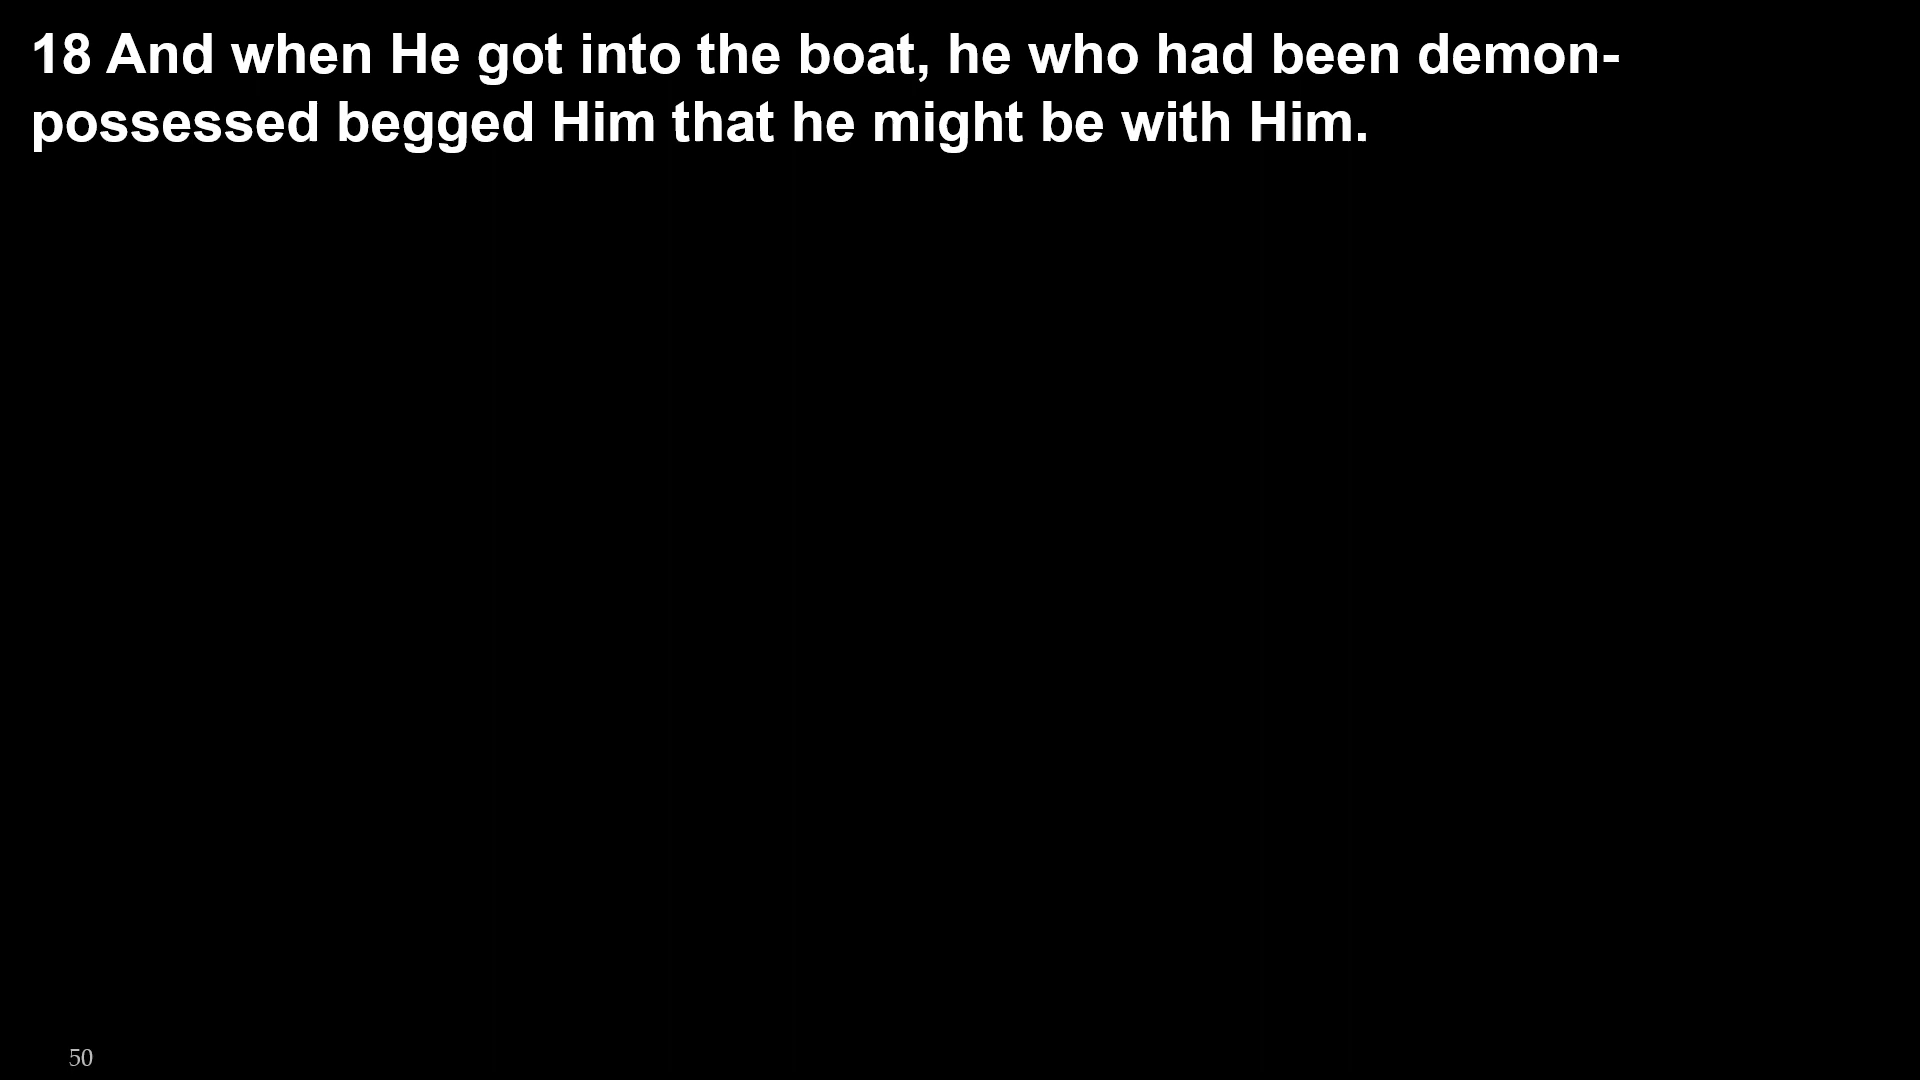 18 And when He got into the boat, he who had been demon-
possessed begged Him that he might be with Him.
50